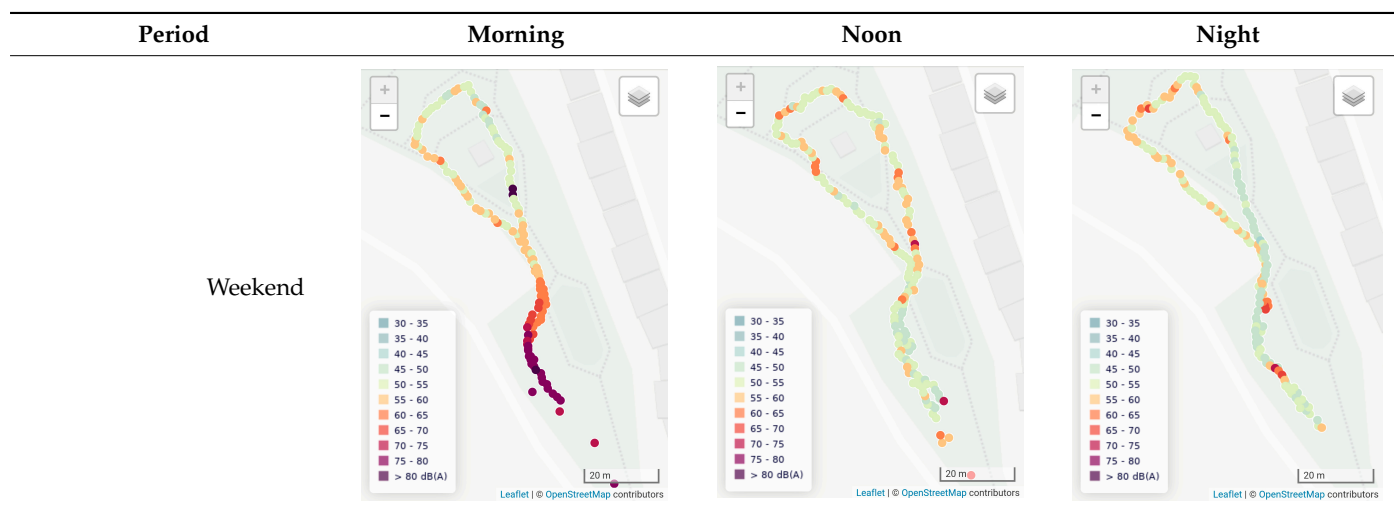 Period Morning Noon Night
Weekend
+
−
30 - 35
35 - 40
40 - 45
45 - 50
50 - 55
55 - 60
60 - 65
65 - 70
70 - 75
75 - 80
> 80 dB(A)
20 m
Leaflet | © OpenStreetMap contributors
+
−
30 - 35
35 - 40
40 - 45
45 - 50
50 - 55
55 - 60
60 - 65
65 - 70
70 - 75
75 - 80
> 80 dB(A)
20 m
Leaflet | © OpenStreetMap contributors
+
−
30 - 35
35 - 40
40 - 45
45 - 50
50 - 55
55 - 60
60 - 65
65 - 70
70 - 75
75 - 80
> 80 dB(A)
20 m
Leaflet | © OpenStreetMap contributors